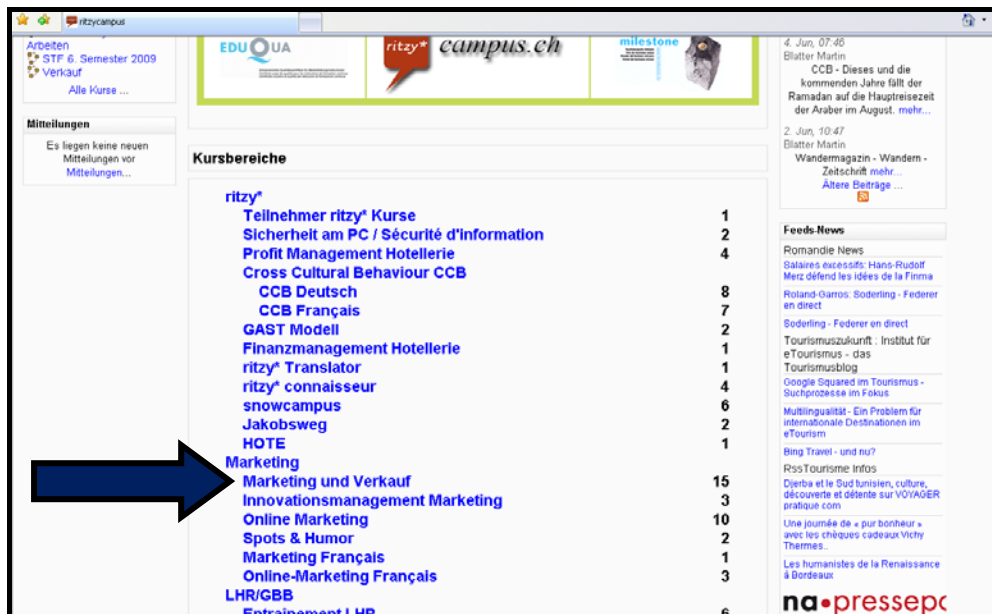 ritzycampus
Arbeiten
STF 6. Semester 2009
Verkauf
Alle Kurse ...
Mitteilungen
Es liegen keine neuen
Mitteilungen vor
Mitteilungen...
EDUQUA
ritzy*
campus.ch
milestone
Kursbereiche
ritzy*
Teilnehmer ritzy* Kurse 1
Sicherheit am PC / Sécurité d'information 2
Profit Management Hotellerie 4
Cross Cultural Behaviour CCB
CCB Deutsch 8
CCB Français 7
GAST Modell 2
Finanzmanagement Hotellerie 1
ritzy* Translator 1
ritzy* connaisseur 4
snowcampus 6
Jakobsweg 2
HOTE 1
Marketing
Marketing und Verkauf 15
Innovationsmanagement Marketing 3
Online Marketing 10
Spots & Humor 2
Marketing Français 1
Online-Marketing Français 3
LHR/GBB
Entrainement LHR 6
4. Jun, 07:46
Blatter Martin
CCB - Dieses und die
kommenden Jahre fällt der
Ramadan auf die Hauptreisezeit
der Araber im August. mehr...
2. Jun, 10:47
Blatter Martin
Wandermagazin - Wandern -
Zeitschrift mehr...
Ältere Beiträge ...
Feeds-News
Romandie News
Salaires excessifs: Hans-Rudolf
Merz défend les idées de la Finma
Roland-Garros: Soderling - Federer
en direct
Soderling - Federer en direct
Tourismuszukunft : Institut für
eTourismus - das
Tourismusblog
Google Squared im Tourismus -
Suchprozesse im Fokus
Multilingualität - Ein Problem für
internationale Destinationen im
eTourism
Bing Travel - und nu?
RssTourisme Infos
Djerba et le Sud tunisien, culture,
découverte et détente sur VOYAGER
pratique com
Une journée de « pur bonheur »
avec les chèques cadeaux Vichy
Thermes..
Les humanistes de la Renaissance
à Bordeaux